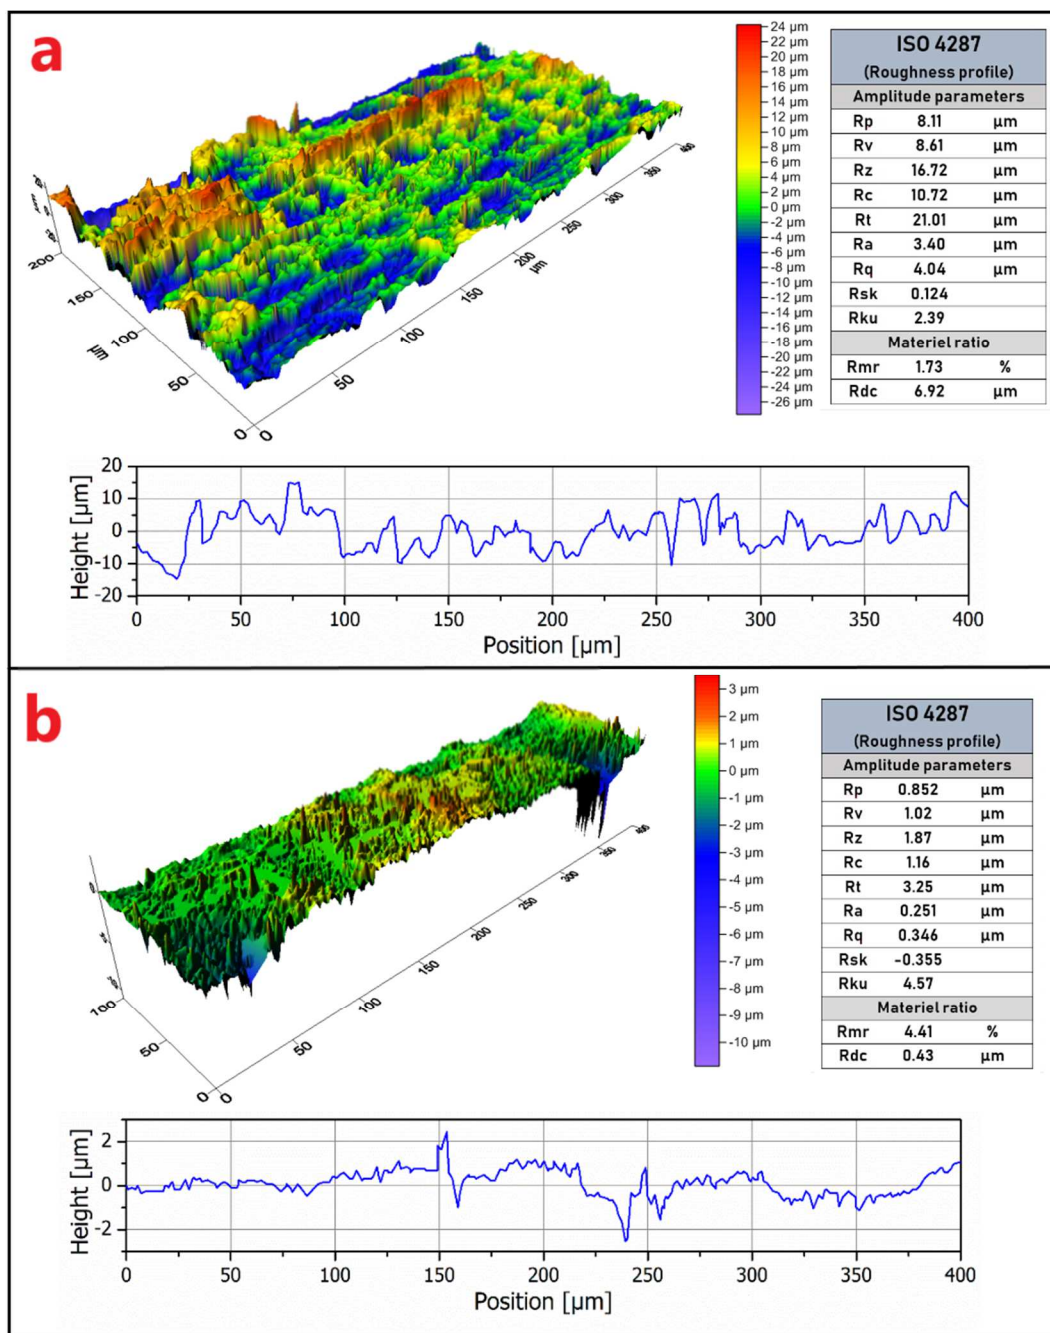 a
24 µm
22 µm
20 µm
18 µm
16 µm
14 µm
12 µm
10 µm
8 µm
6 µm
4 µm
2 µm
0 µm
-2 µm
-4 µm
-6 µm
-8 µm
-10 µm
-12 µm
-14 µm
-16 µm
-18 µm
-20 µm
-22 µm
-24 µm
-26 µm
ISO 4287
(Roughness profile)
Amplitude parameters
Rp 8.11 µm
Rv 8.61 µm
Rz 16.72 µm
Rc 10.72 µm
Rt 21.01 µm
Ra 3.40 µm
Rq 4.04 µm
Rsk 0.124
Rku 2.39
Materiel ratio
Rmr 1.73 %
Rdc 6.92 µm
200
150
100
µm
50
0
0
50
100
150
200
µm
250
300
350
400
Height [µm]
20
10
0
-10
-20
0 50 100 150 200 250 300 350 400
Position [µm]
b
3 µm
2 µm
1 µm
0 µm
-1 µm
-2 µm
-3 µm
-4 µm
-5 µm
-6 µm
-7 µm
-8 µm
-9 µm
-10 µm
ISO 4287
(Roughness profile)
Amplitude parameters
Rp 0.852 µm
Rv 1.02 µm
Rz 1.87 µm
Rc 1.16 µm
Rt 3.25 µm
Ra 0.251 µm
Rq 0.346 µm
Rsk -0.355
Rku 4.57
Materiel ratio
Rmr 4.41 %
Rdc 0.43 µm
100
50
0
0
50
100
150
200
250
300
350
400
Height [µm]
2
0
-2
0 50 100 150 200 250 300 350 400
Position [µm]